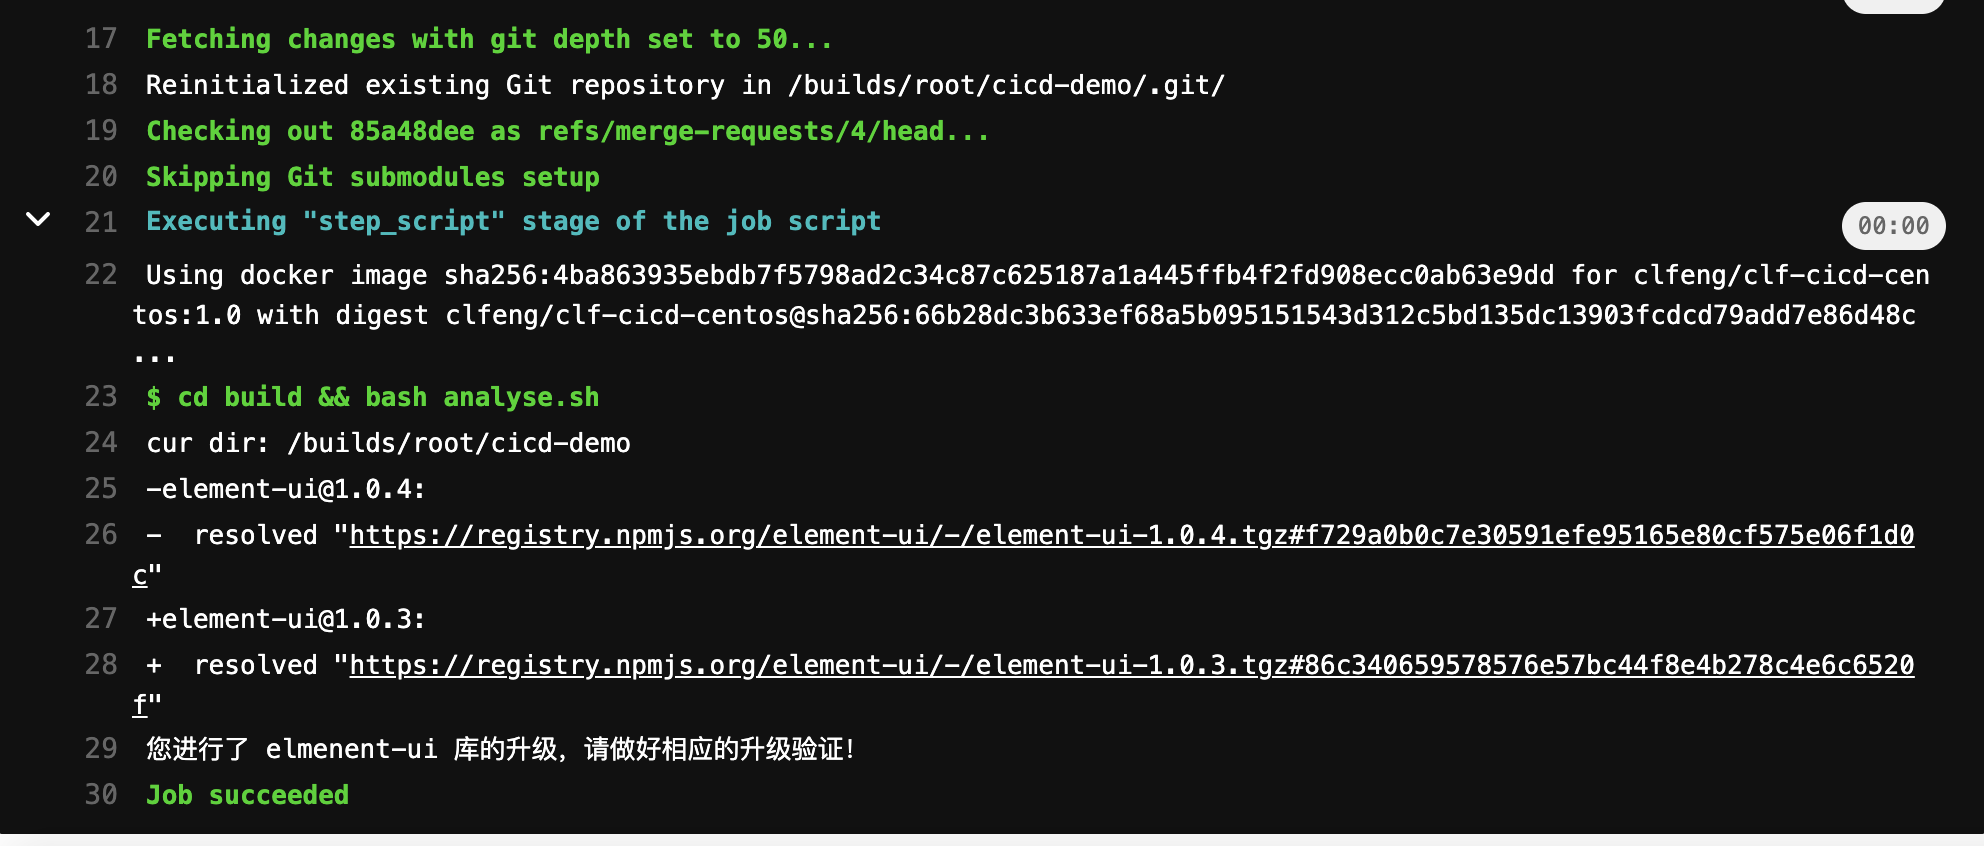 17 Fetching changes with git depth set to 50...
18 Reinitialized existing Git repository in /builds/root/cicd-demo/.git/
19 Checking out 85a48dee as refs/merge-requests/4/head...
20 Skipping Git submodules setup
21 Executing "step_script" stage of the job script
00:00
22 Using docker image sha256:4ba863935ebdb7f5798ad2c34c87c625187a1a445ffb4f2fd908ecc0ab63e9dd for clfeng/clf-cicd-cen
tos:1.0 with digest clfeng/clf-cicd-centos@sha256:66b28dc3b633ef68a5b095151543d312c5bd135dc13903fcdcd79add7e86d48c
...
23 $ cd build && bash analyse.sh
24 cur dir: /builds/root/cicd-demo
25 -element-ui@1.0.4:
26 -  resolved "https://registry.npmjs.org/element-ui/-/element-ui-1.0.4.tgz#f729a0b0c7e30591efe95165e80cf575e06f1d0
c"
27 +element-ui@1.0.3:
28 +  resolved "https://registry.npmjs.org/element-ui/-/element-ui-1.0.3.tgz#86c340659578576e57bc44f8e4b278c4e6c6520
f"
29 您进行了 elmenent-ui 库的升级，请做好相应的升级验证！
30 Job succeeded